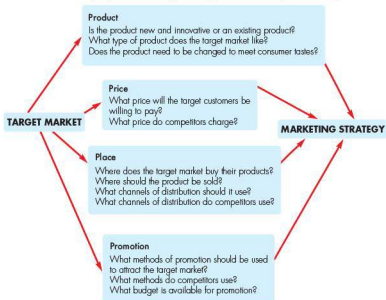 Product
Is the product new and innovative or an existing product?
What type of product does the target market like?
Does the product need to be changed to meet consumer tastes?
Price
What price will the target customers be
willing to pay?
What price do competitors charge?
TARGET MARKET
MARKETING STRATEGY
Place
Where does the target market buy their products?
Where should the product be sold?
What channels of distribution should it use?
What channels of distribution do competitors use?
Promotion
What methods of promotion should be used
to attract the target market?
What methods do competitors use?
What budget is available for promotion?